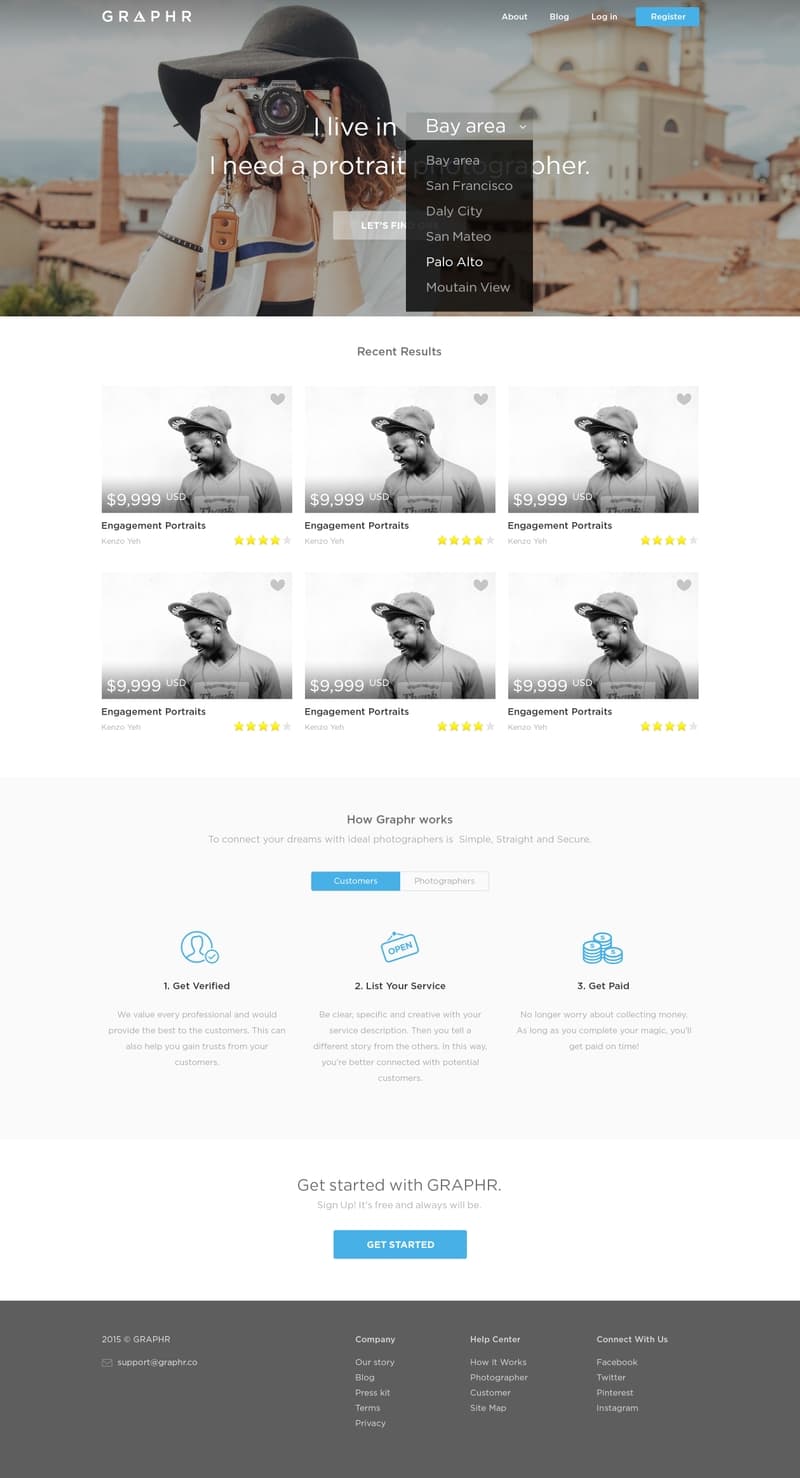 GRAPHR
About Blog Log in Register
I live in Bay area
I need a protrait photographer.
Bay area
San Francisco
Daly City
San Mateo
Palo Alto
Moutain View
LET'S FIND
Recent Results
$9,999 USD $9,999 USD $9,999 USD
Engagement Portraits Engagement Portraits Engagement Portraits
Kenzo Yeh Kenzo Yeh Kenzo Yeh
$9,999 USD $9,999 USD $9,999 USD
Engagement Portraits Engagement Portraits Engagement Portraits
Kenzo Yeh Kenzo Yeh Kenzo Yeh
How Graphr works
To connect your dreams with ideal photographers is Simple, Straight and Secure.
Customers Photographers
OPEN
1. Get Verified
We value every professional and would
provide the best to the customers. This can
also help you gain trusts from your
customers.
2. List Your Service
Be clear, specific and creative with your
service description. Then you tell a
different story from the others, in this way,
you're better connected with potential
customers.
3. Get Paid
No longer worry about collecting money.
As long as you complete your magic, you'll
get paid on time!
Get started with GRAPHR.
Sign Up! It's free and always will be.
GET STARTED
2015 © GRAPHR
support@graphr.co
Company
Our story
Blog
Press kit
Terms
Privacy
Help Center
How It Works
Photographer
Customer
Site Map
Connect With Us
Facebook
Twitter
Pinterest
Instagram